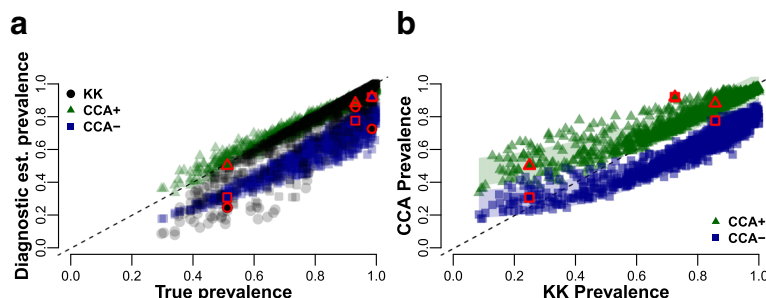 a
Diagnostic est. prevalence
0.0 0.2 0.4 0.6 0.8 1.0
KK
CCA+
CCA−
0.0 0.2 0.4 0.6 0.8 1.0
True prevalence
b
CCA Prevalence
0.0 0.2 0.4 0.6 0.8 1.0
CCA+
CCA−
0.0 0.2 0.4 0.6 0.8 1.0
KK Prevalence